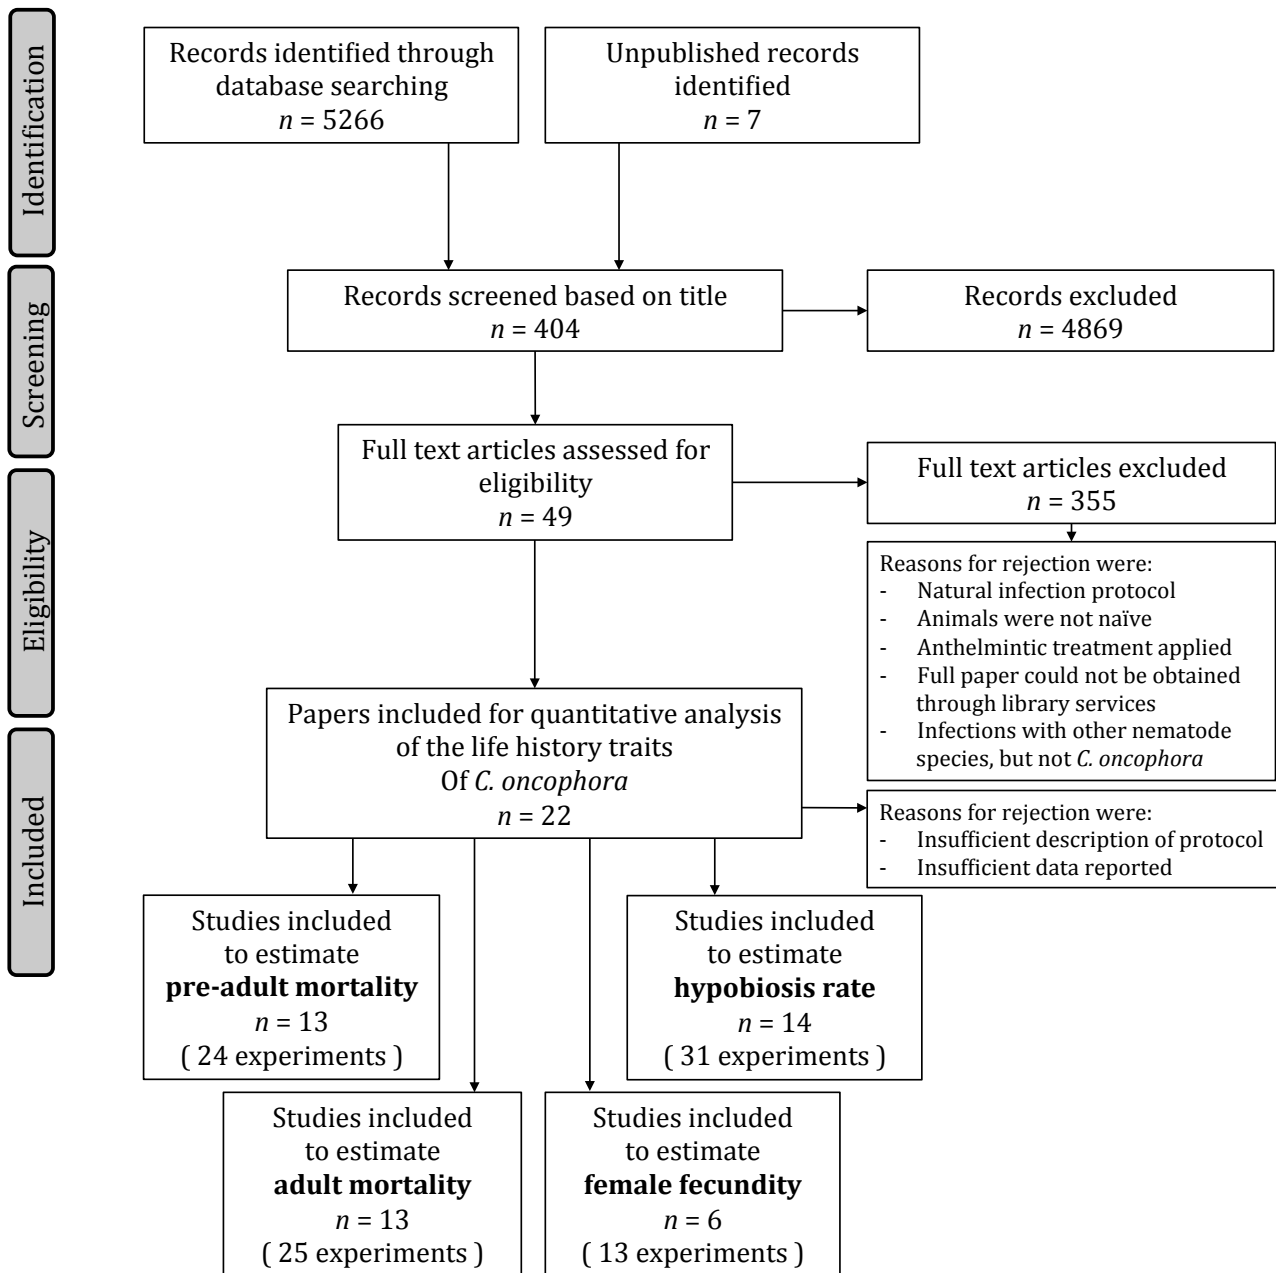 Identification
Records identified through
database searching
n = 5266
Unpublished records
identified
n = 7
Screening
Records screened based on title
n = 404
Records excluded
n = 4869
Eligibility
Full text articles assessed for
eligibility
n = 49
Full text articles excluded
n = 355
Reasons for rejection were:
- Natural infection protocol
- Animals were not naïve
- Anthelmintic treatment applied
- Full paper could not be obtained
through library services
- Infections with other nematode
species, but not C. oncophora
Included
Papers included for quantitative analysis
of the life history traits
Of C. oncophora
n = 22
Reasons for rejection were:
- Insufficient description of protocol
- Insufficient data reported
Studies included
to estimate
pre-adult mortality
n = 13
( 24 experiments )
Studies included
to estimate
hypobiosis rate
n = 14
( 31 experiments )
Studies included
to estimate
adult mortality
n = 13
( 25 experiments )
Studies included
to estimate
female fecundity
n = 6
( 13 experiments )